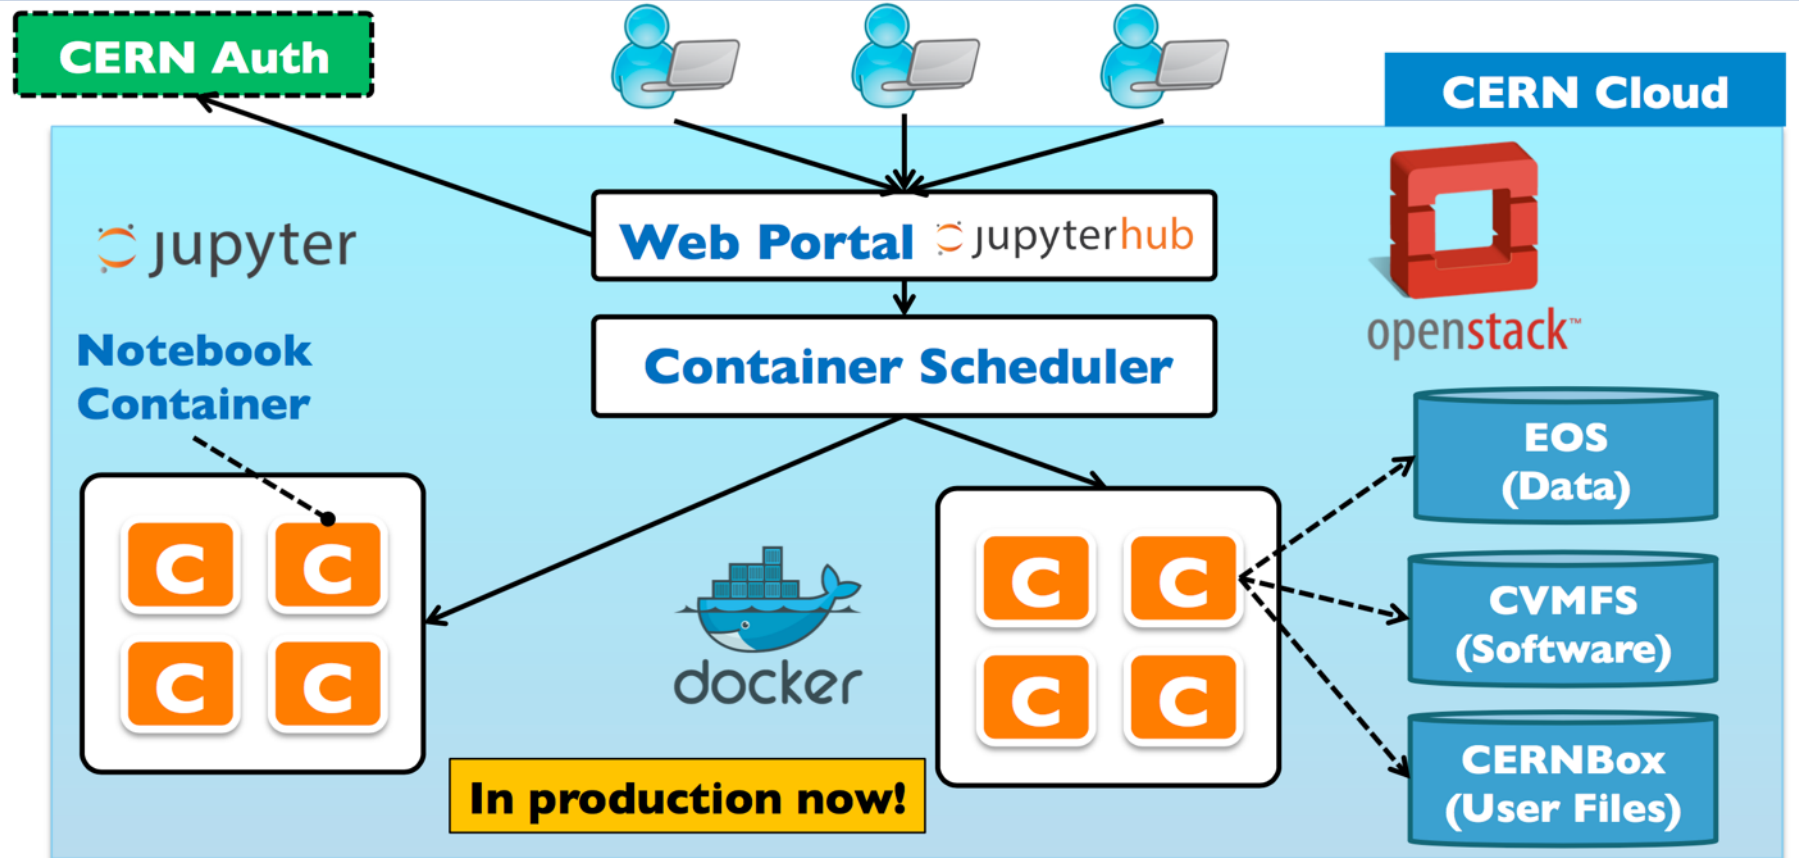 CERN Auth
CERN Cloud
jupyter
Web Portal jupyterhub
openstack™
Notebook
Container
Container Scheduler
EOS
(Data)
C C
C C
C C
C C
docker
CVMFS
(Software)
In production now!
CERNBox
(User Files)